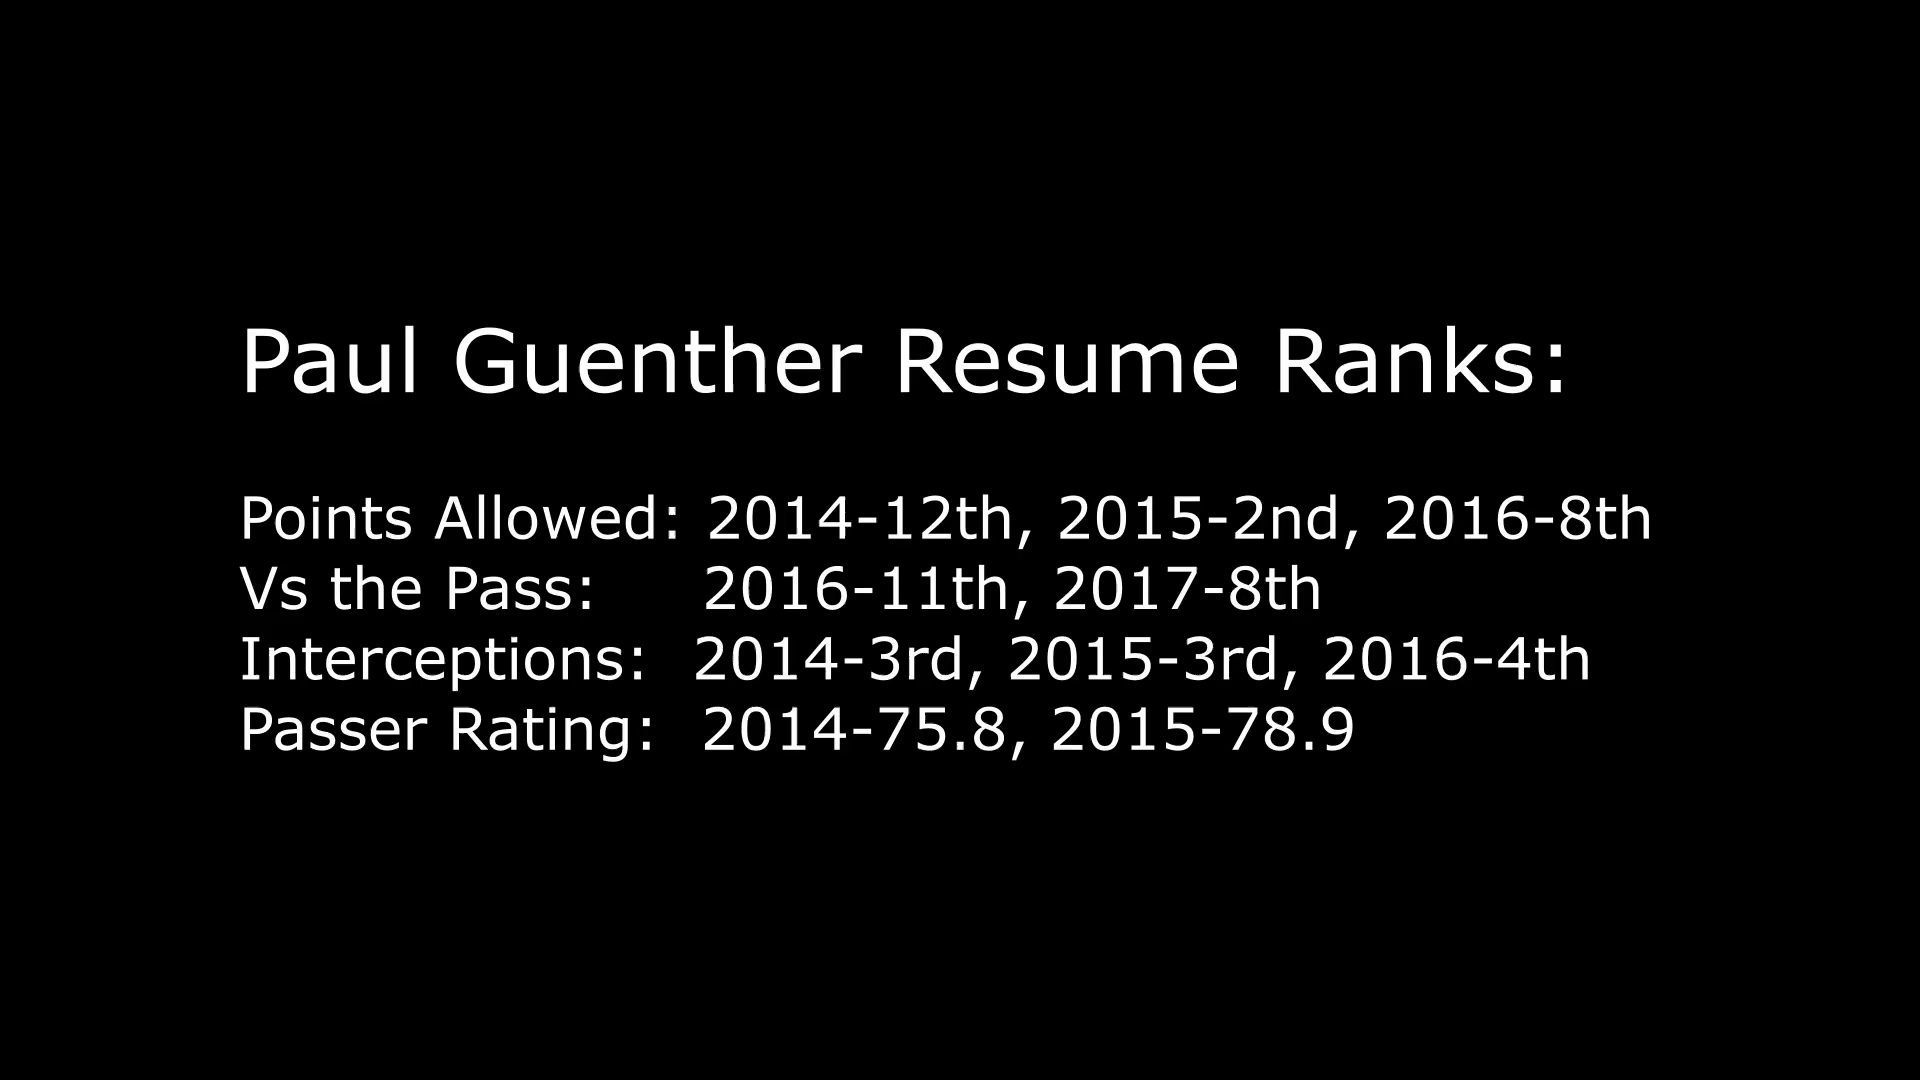 Paul Guenther Resume Ranks:
Points Allowed: 2014-12th, 2015-2nd, 2016-8th
Vs the Pass: 2016-11th, 2017-8th
Interceptions: 2014-3rd, 2015-3rd, 2016-4th
Passer Rating: 2014-75.8, 2015-78.9